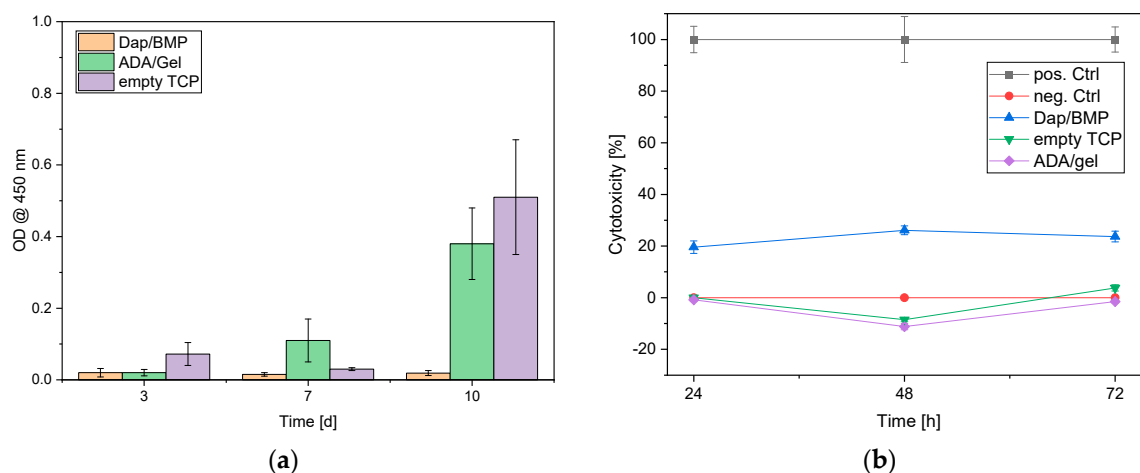 1.0
0.8
0.6
0.4
0.2
0.0
OD @ 450 nm
Dap/BMP
ADA/Gel
empty TCP
3
7
10
Time [d]
(a)
100
80
60
40
20
0
-20
Cytotoxicity [%]
pos. Ctrl
neg. Ctrl
Dap/BMP
empty TCP
ADA/gel
24
48
72
Time [h]
(b)